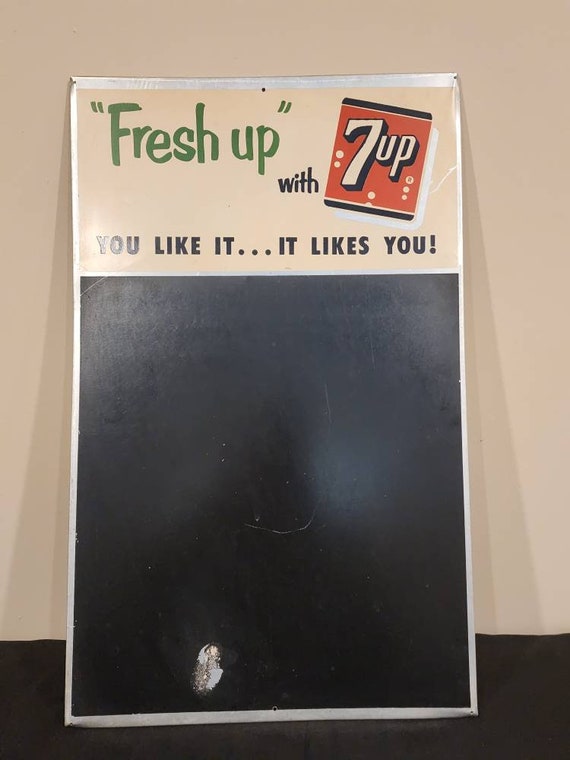 "Fresh up"
with 7up®
YOU LIKE IT...IT LIKES YOU!